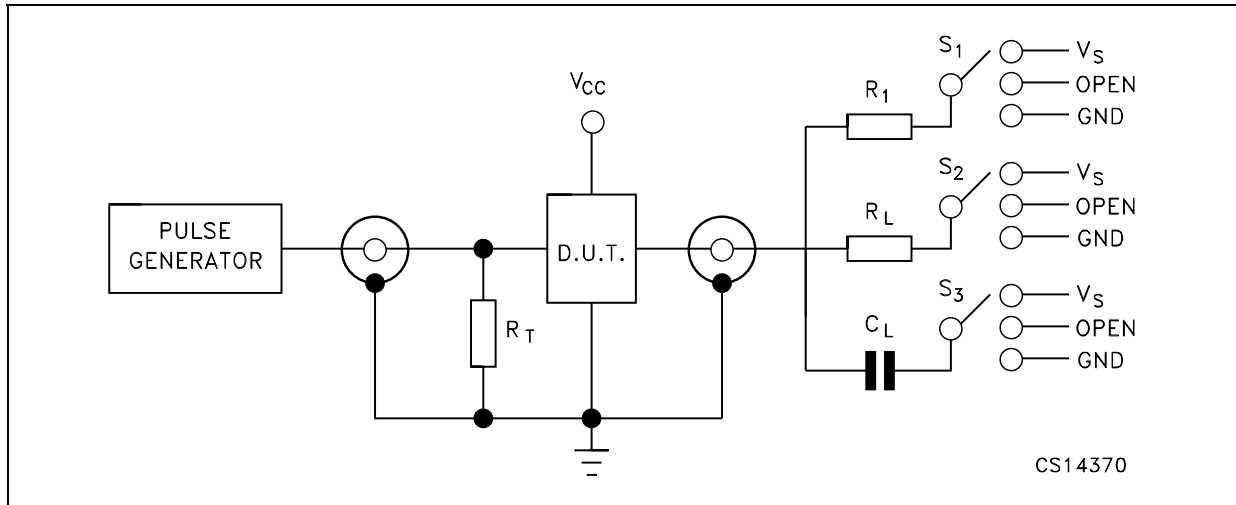 PULSE
GENERATOR
R_T
V_CC
D.U.T.
R_1
S_1
V_S
OPEN
GND
R_L
S_2
V_S
OPEN
GND
C_L
S_3
V_S
OPEN
GND
CS14370